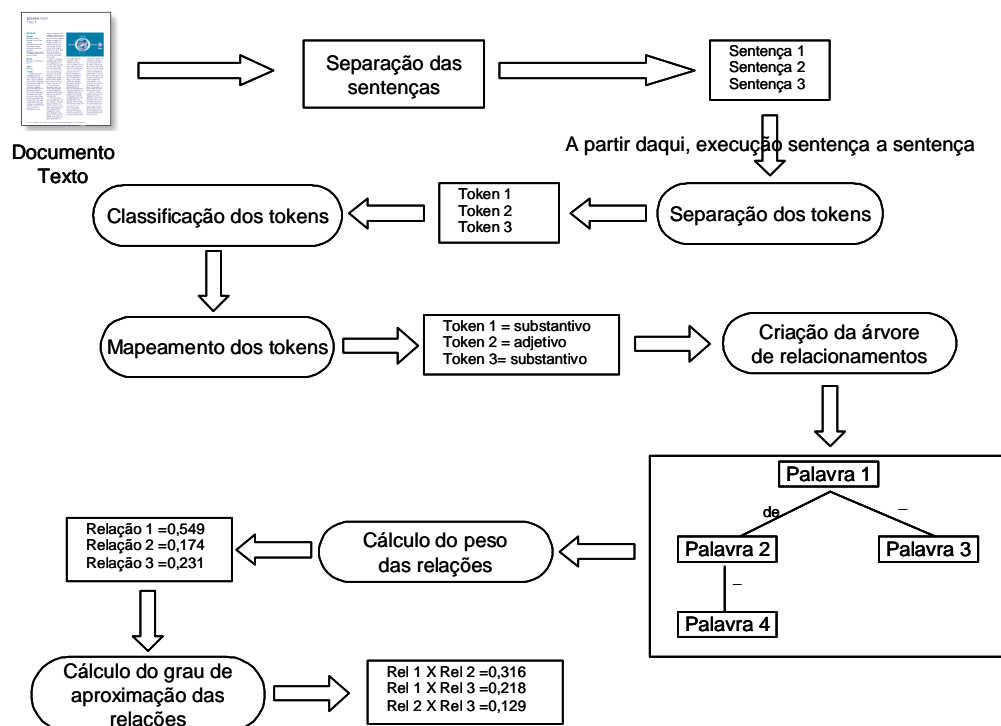 Separação das
sentenças
Sentença 1
Sentença 2
Sentença 3
Documento
Texto
A partir daqui, execução sentença a sentença
Separação dos tokens
Token 1
Token 2
Token 3
Classificação dos tokens
Mapeamento dos tokens
Token 1 = substantivo
Token 2 = adjetivo
Token 3= substantivo
Criação da árvore
de relacionamentos
Palavra 1
de
–
Palavra 2
Palavra 3
–
Palavra 4
Cálculo do peso
das relações
Relação 1 =0,549
Relação 2 =0,174
Relação 3 =0,231
Cálculo do grau de
aproximação das
relações
Rel 1 X Rel 2 =0,316
Rel 1 X Rel 3 =0,218
Rel 2 X Rel 3 =0,129